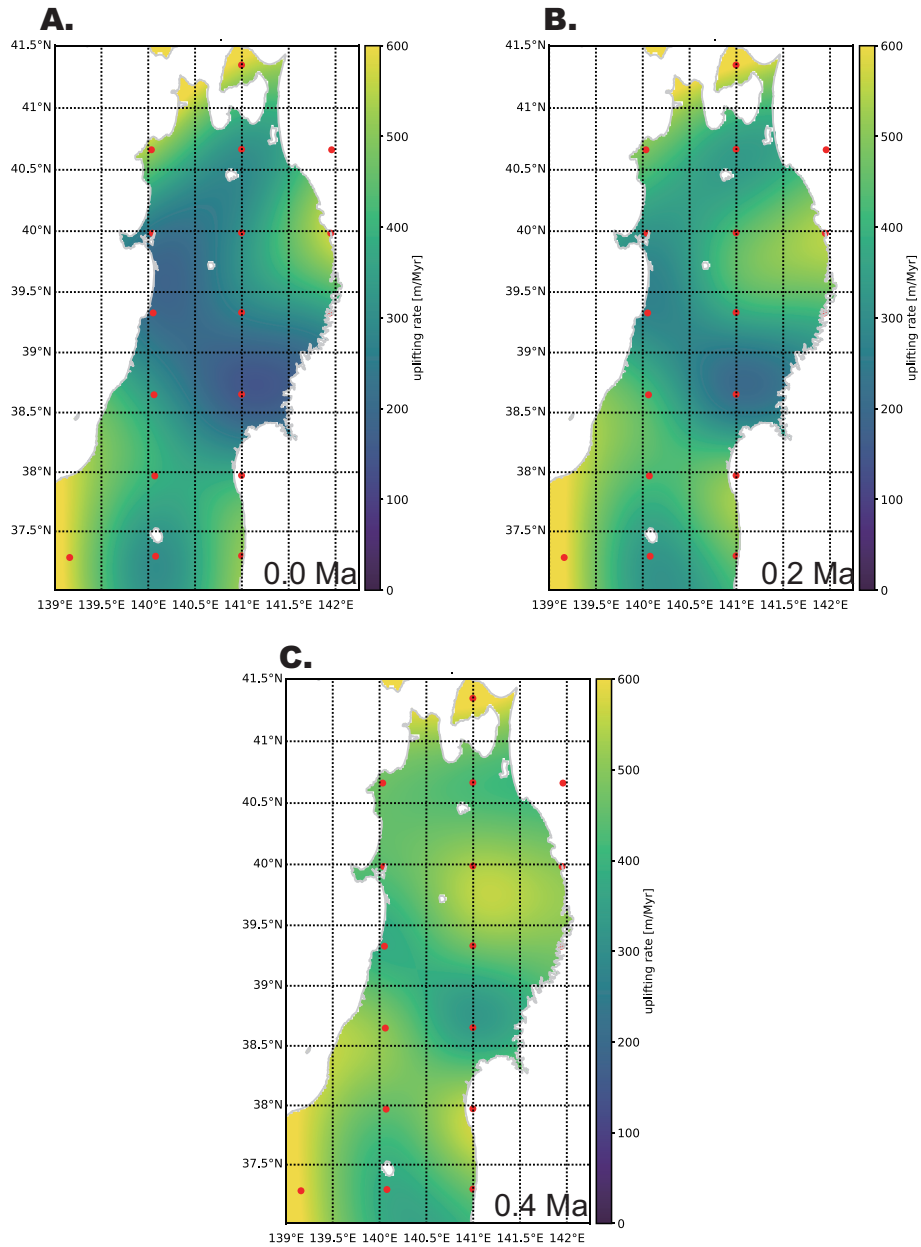 A.
41.5°N
41°N
40.5°N
40°N
39.5°N
39°N
38.5°N
38°N
37.5°N
139°E 139.5°E 140°E 140.5°E 141°E 141.5°E 142°E
0.0 Ma
600
500
400
300
200
100
0
uplifting rate [m/Myr]
B.
41.5°N
41°N
40.5°N
40°N
39.5°N
39°N
38.5°N
38°N
37.5°N
139°E 139.5°E 140°E 140.5°E 141°E 141.5°E 142°E
0.2 Ma
600
500
400
300
200
100
0
uplifting rate [m/Myr]
C.
41.5°N
41°N
40.5°N
40°N
39.5°N
39°N
38.5°N
38°N
37.5°N
139°E 139.5°E 140°E 140.5°E 141°E 141.5°E 142°E
0.4 Ma
600
500
400
300
200
100
0
uplifting rate [m/Myr]